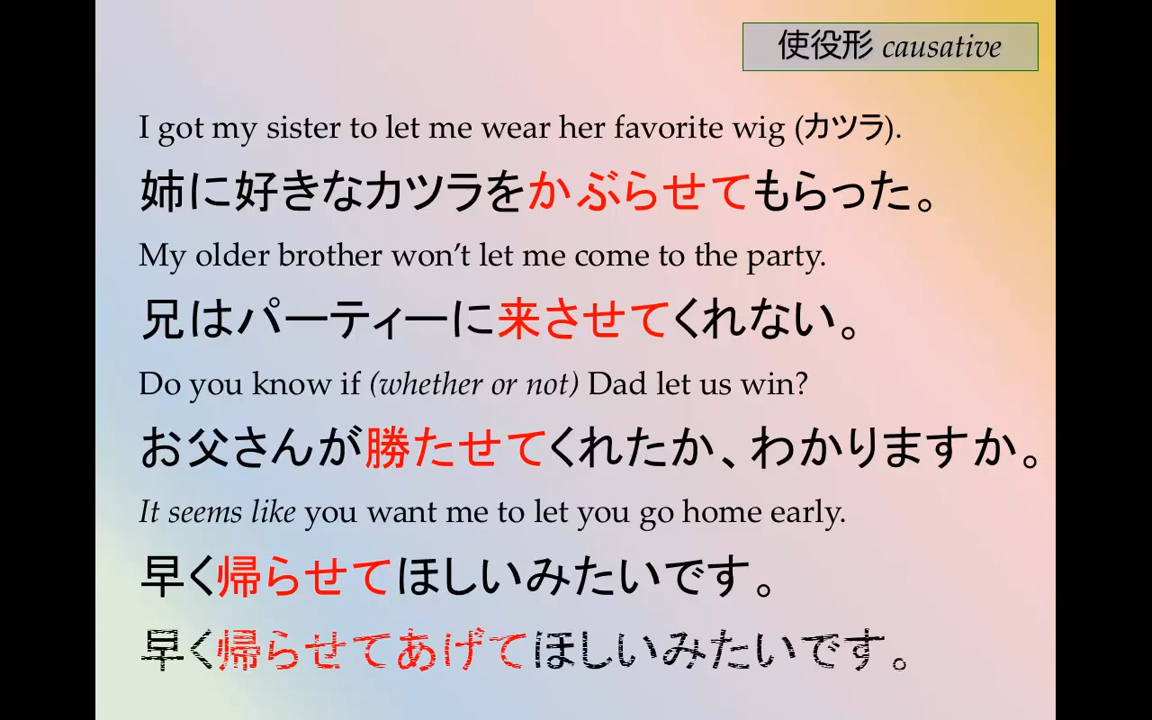 使役形 causative
I got my sister to let me wear her favorite wig (カツラ).
姉に好きなカツラをかぶらせてもらった。
My older brother won't let me come to the party.
兄はパーティーに来させてくれない。
Do you know if (whether or not) Dad let us win?
お父さんが勝たせてくれたか、わかりますか。
It seems like you want me to let you go home early.
早く帰らせてほしいみたいです。
早く帰らせてあげてほしいみたいです。